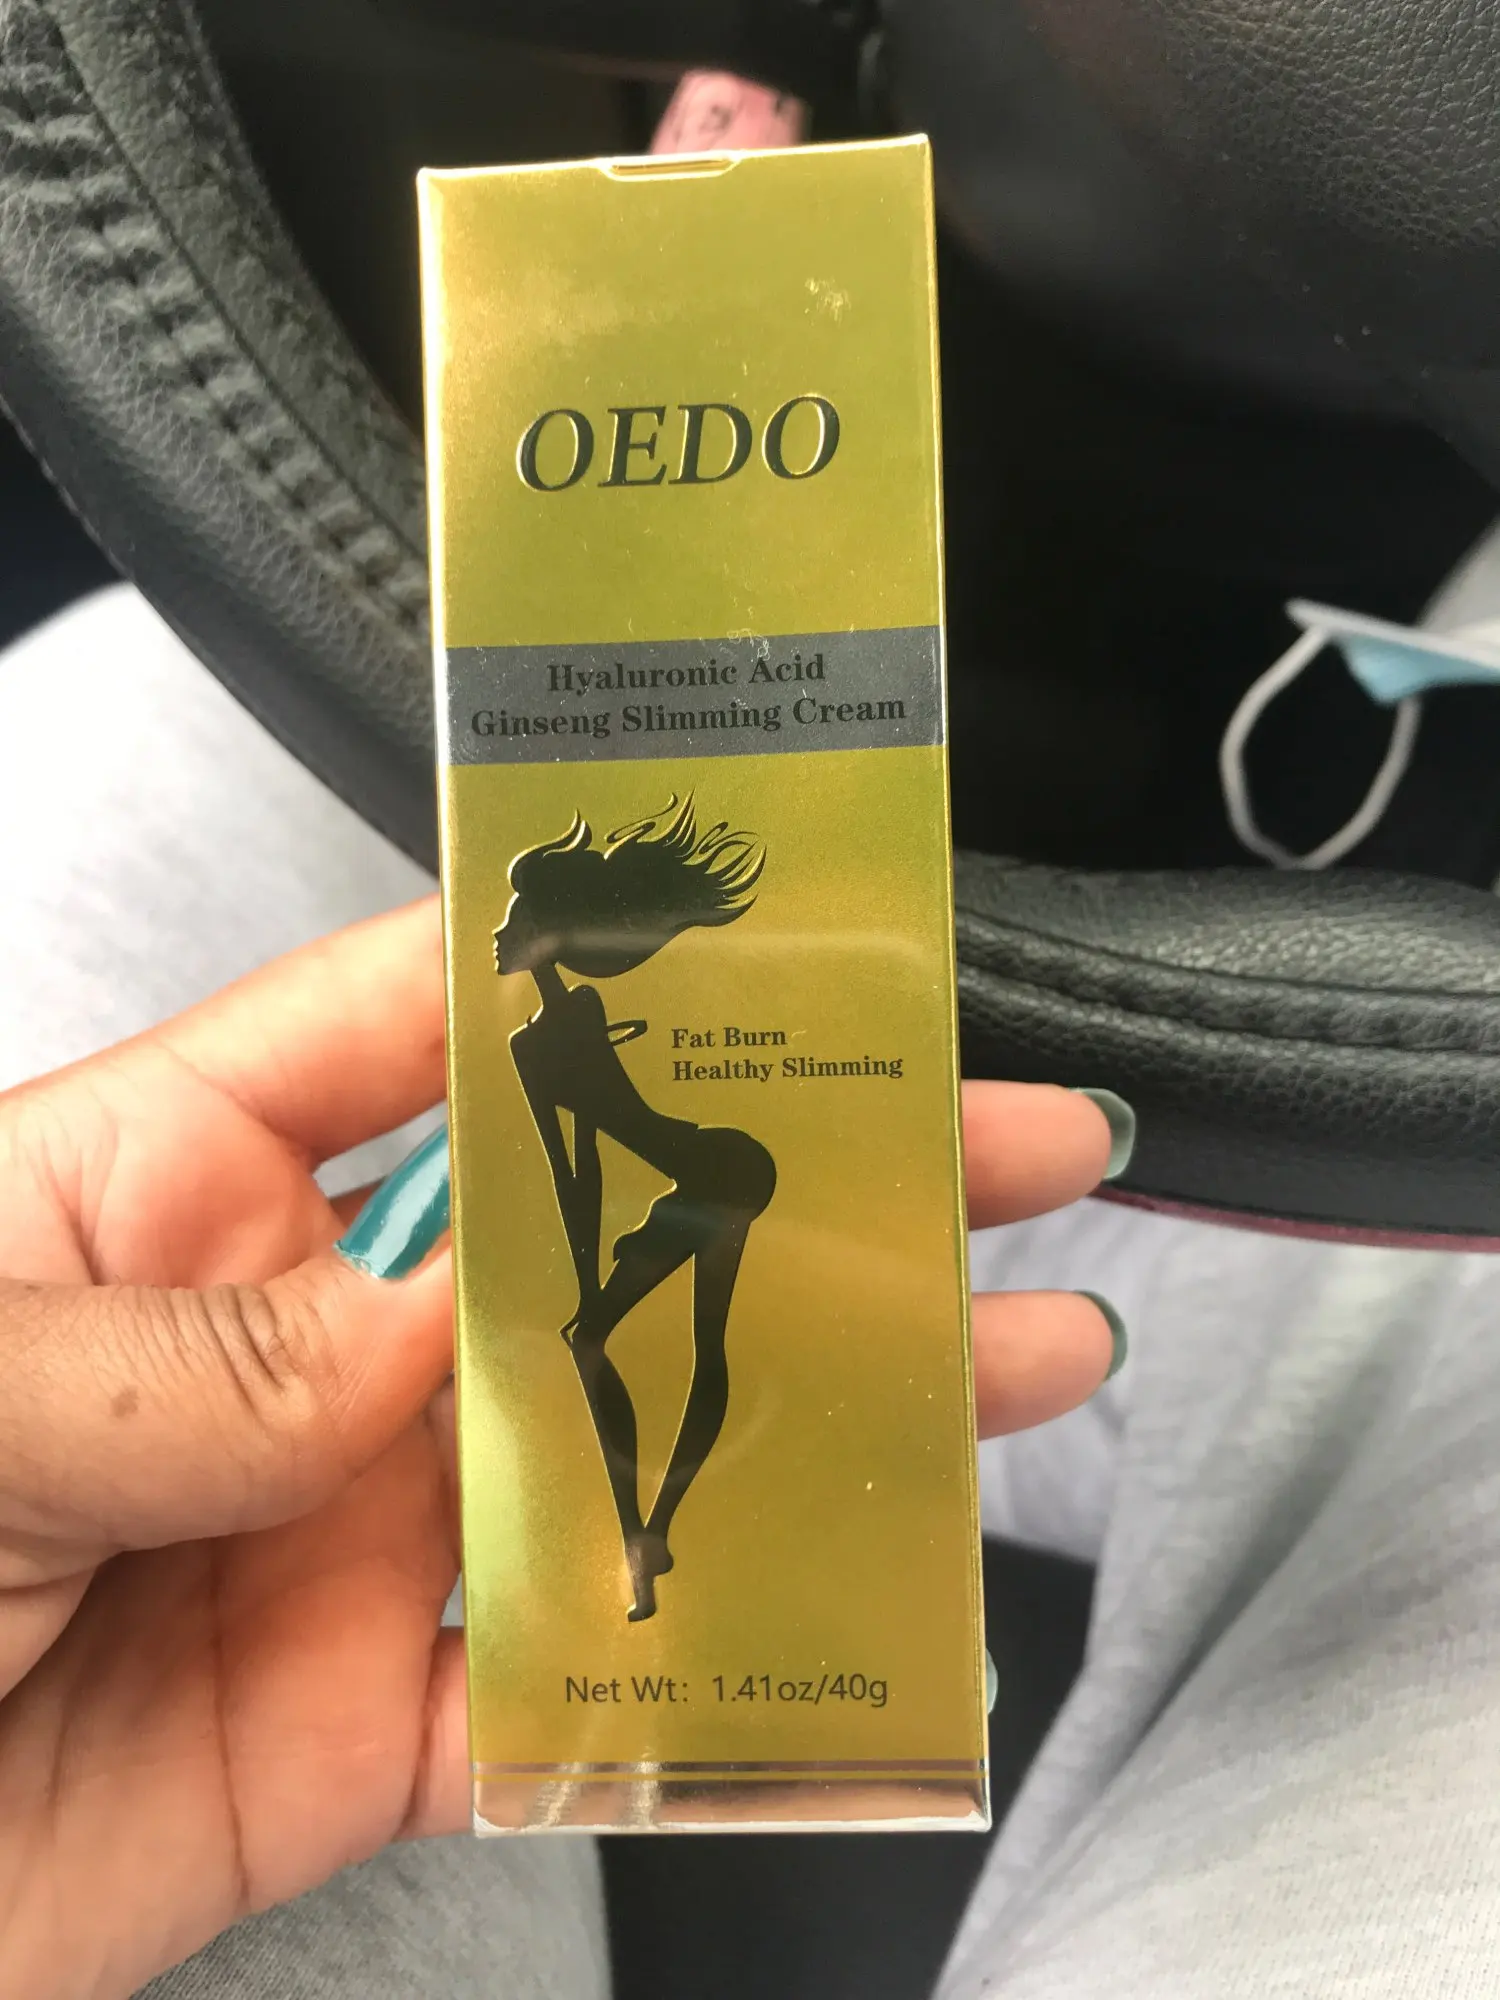 OEDO
Hyaluronic Acid
Ginseng Slimming Cream
Fat Burn
Healthy Slimming
Net Wt: 1.41oz/40g